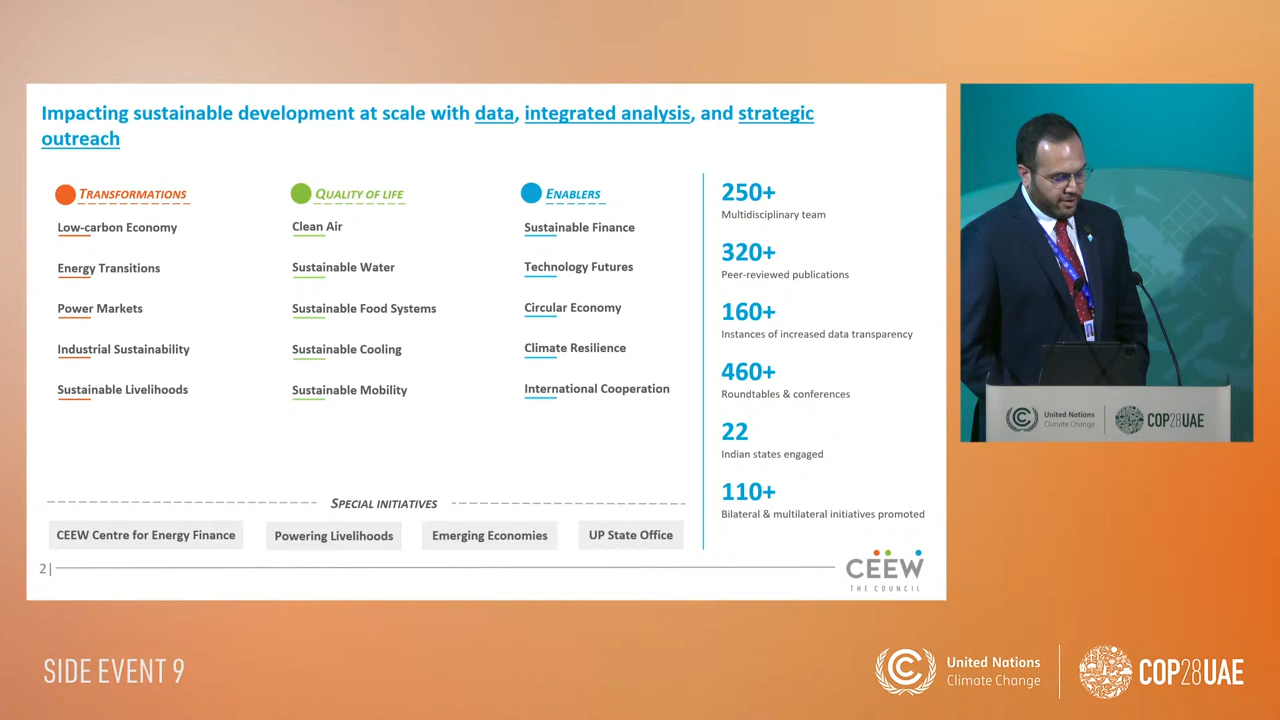 Impacting sustainable development at scale with data, integrated analysis, and strategic
outreach
TRANSFORMATIONS
Low-carbon Economy
Energy Transitions
Power Markets
Industrial Sustainability
Sustainable Livelihoods
QUALITY OF LIFE
Clean Air
Sustainable Water
Sustainable Food Systems
Sustainable Cooling
Sustainable Mobility
ENABLERS
Sustainable Finance
Technology Futures
Circular Economy
Climate Resilience
International Cooperation
250+
Multidisciplinary team
320+
Peer-reviewed publications
160+
Instances of increased data transparency
460+
Roundtables & conferences
22
Indian states engaged
110+
Bilateral & multilateral initiatives promoted
SPECIAL INITIATIVES
CEEW Centre for Energy Finance
Powering Livelihoods
Emerging Economies
UP State Office
2|
CEEW
THE COUNCIL
United Nations
Climate Change
COP28UAE
SIDE EVENT 9
United Nations
Climate Change
COP28UAE